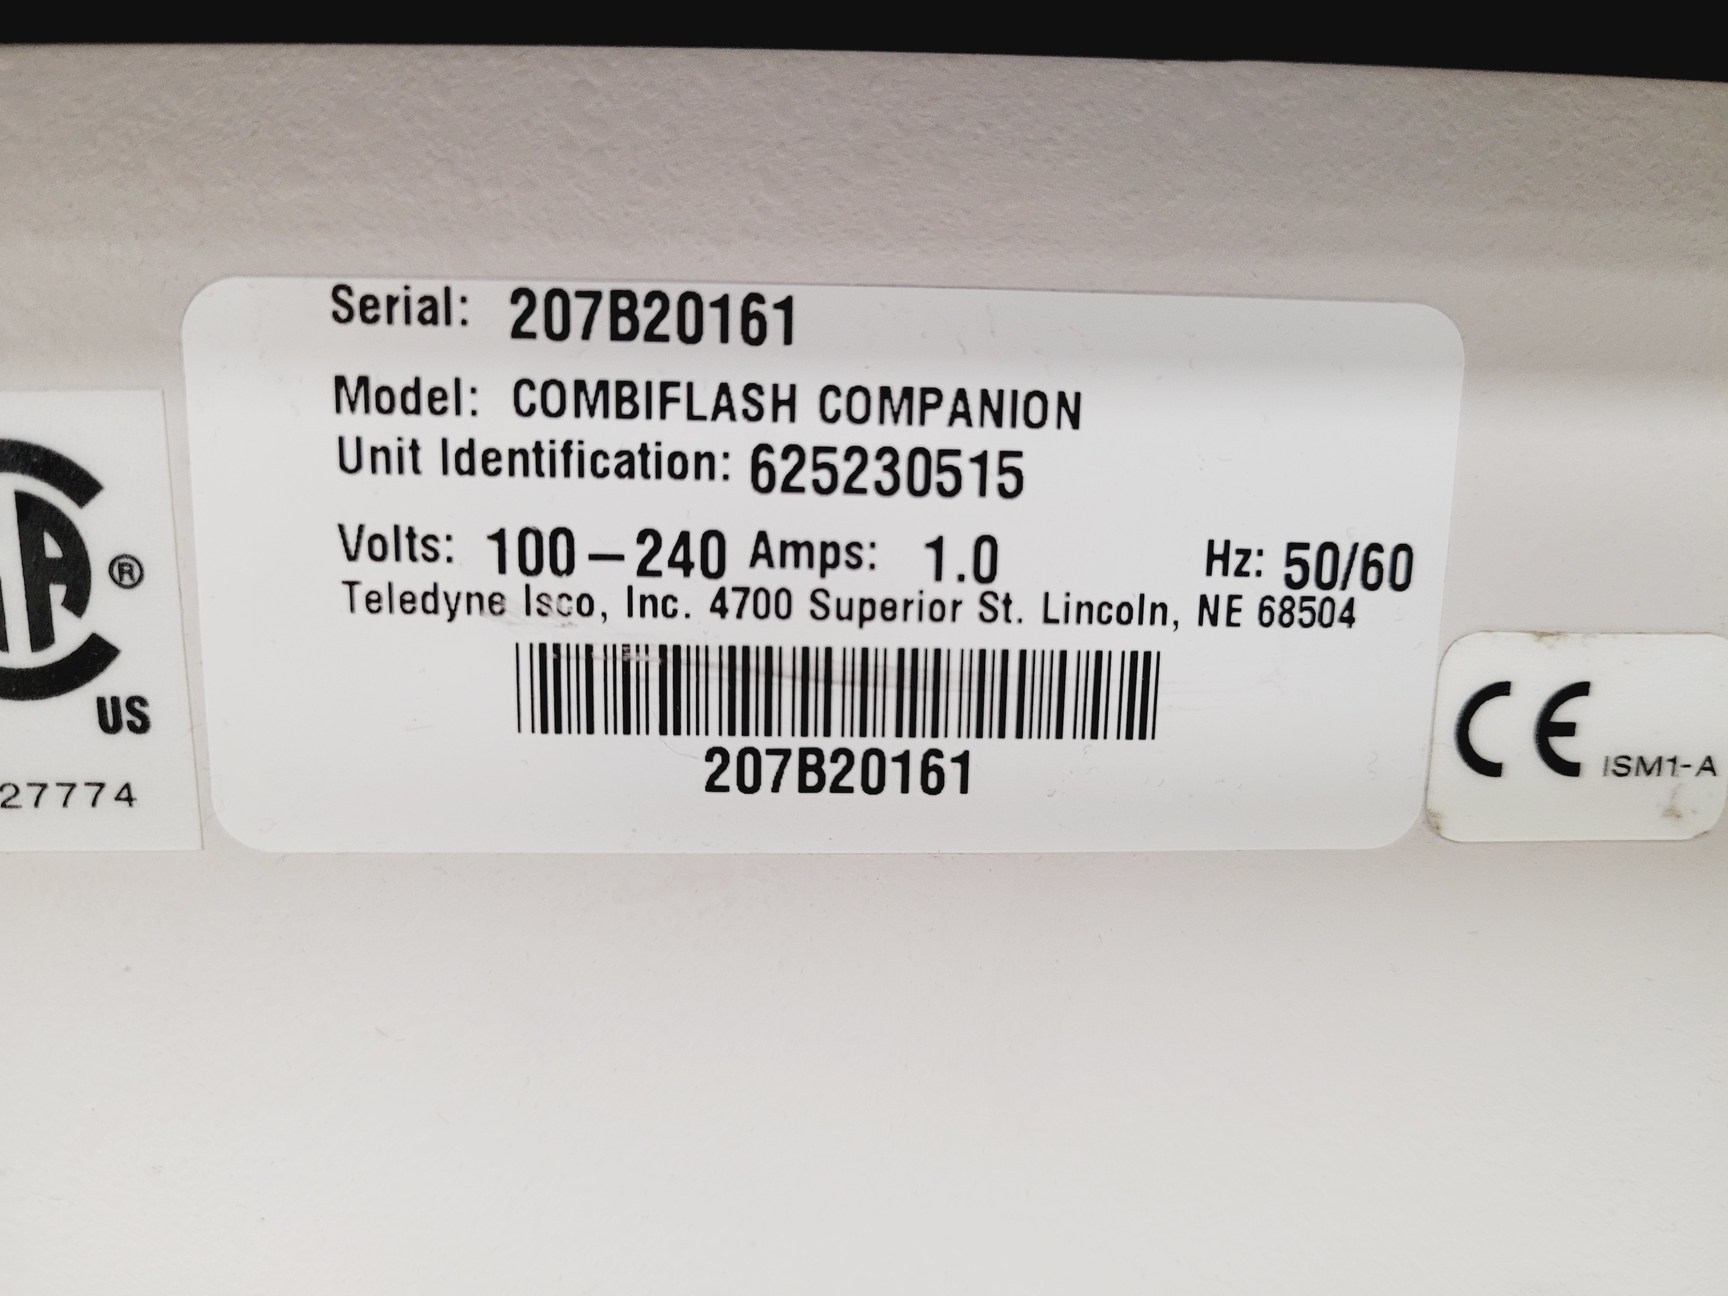 Serial: 207B20161
Model: COMBIFLASH COMPANION
Unit Identification: 625230515
Volts: 100-240 Amps: 1.0 Hz: 50/60
Teledyne Isco, Inc. 4700 Superior St. Lincoln, NE 68504
207B20161
®
US
27774
CE ISM1-A